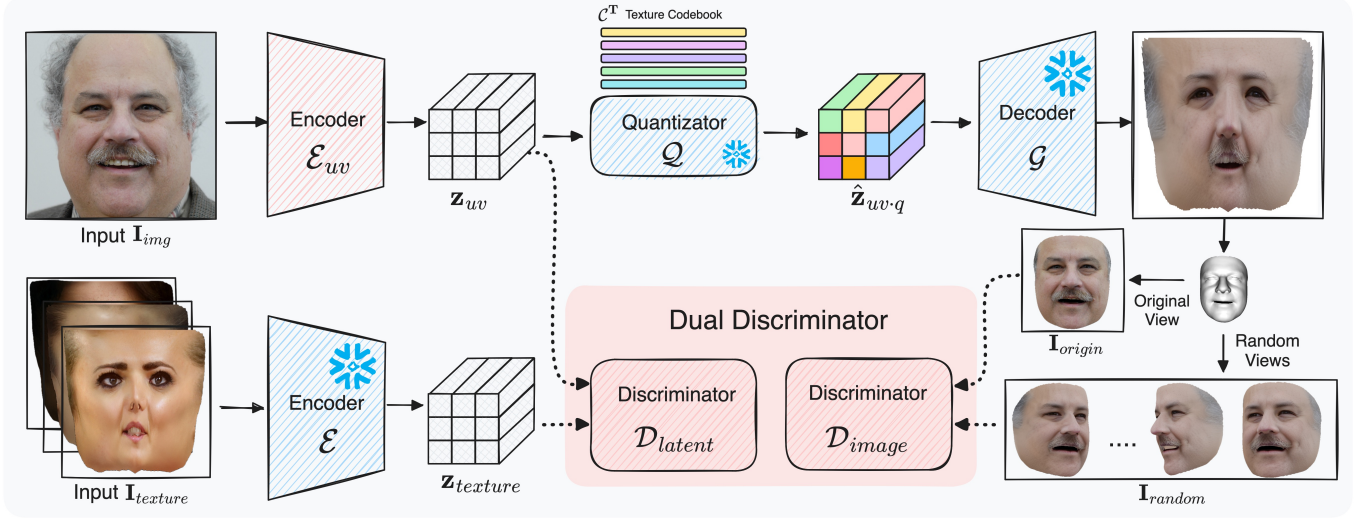 𝒞ᵀ Texture Codebook
Encoder
ℰ_uv
Quantizator
𝒬
Decoder
𝒢
z_uv
ẑ_uv·q
Input I_img
Original
View
I_origin
Random
Views
Dual Discriminator
Encoder
ℰ
Discriminator
𝒟_latent
Discriminator
𝒟_image
....
z_texture
Input I_texture
I_random